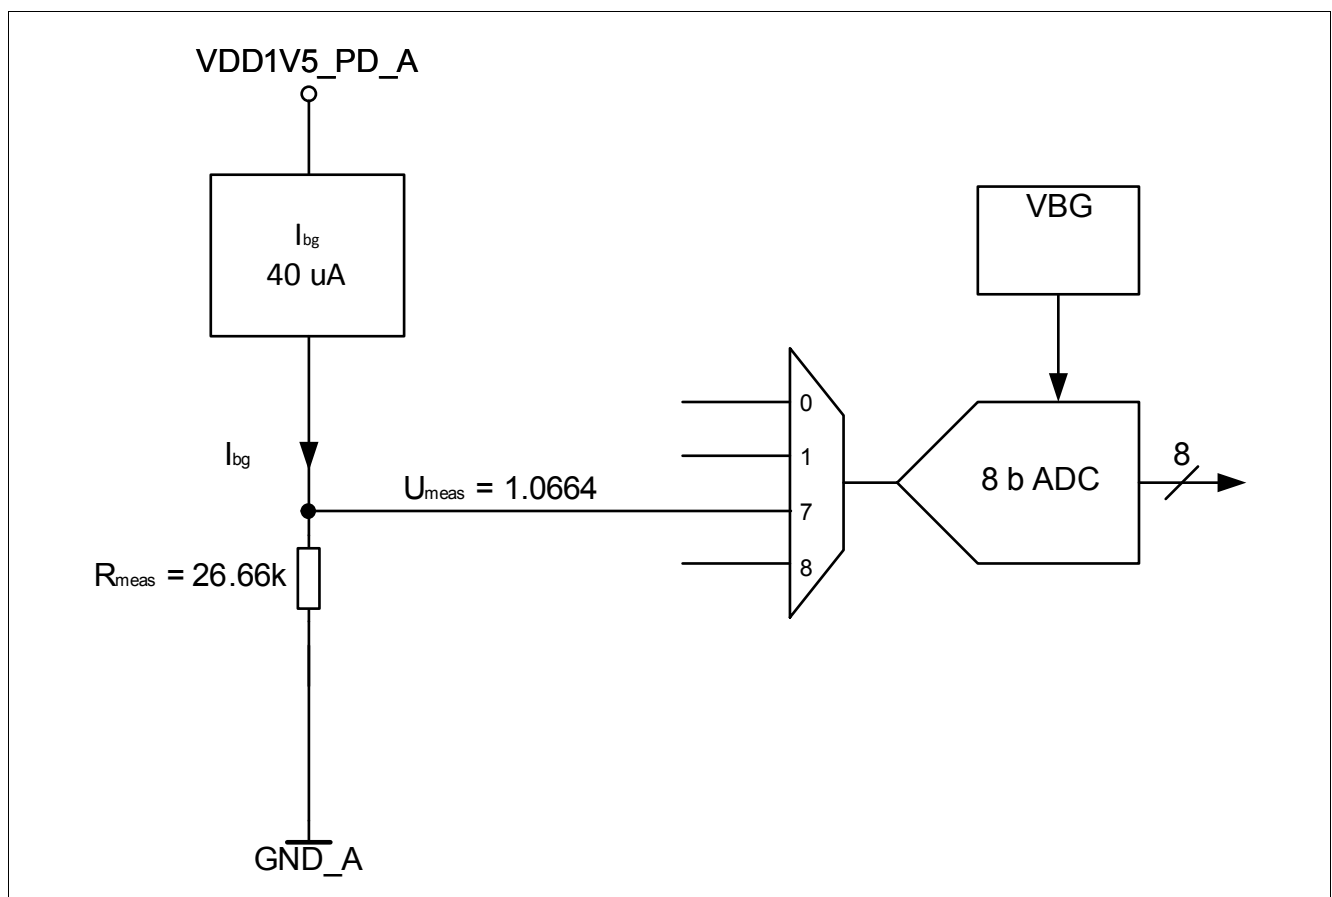 VDD1V5_PD_A
Ibg
40 uA
VBG
0
Ibg
1
8
8 b ADC
Umeas = 1.0664
7
8
Rmeas = 26.66k
GND_A